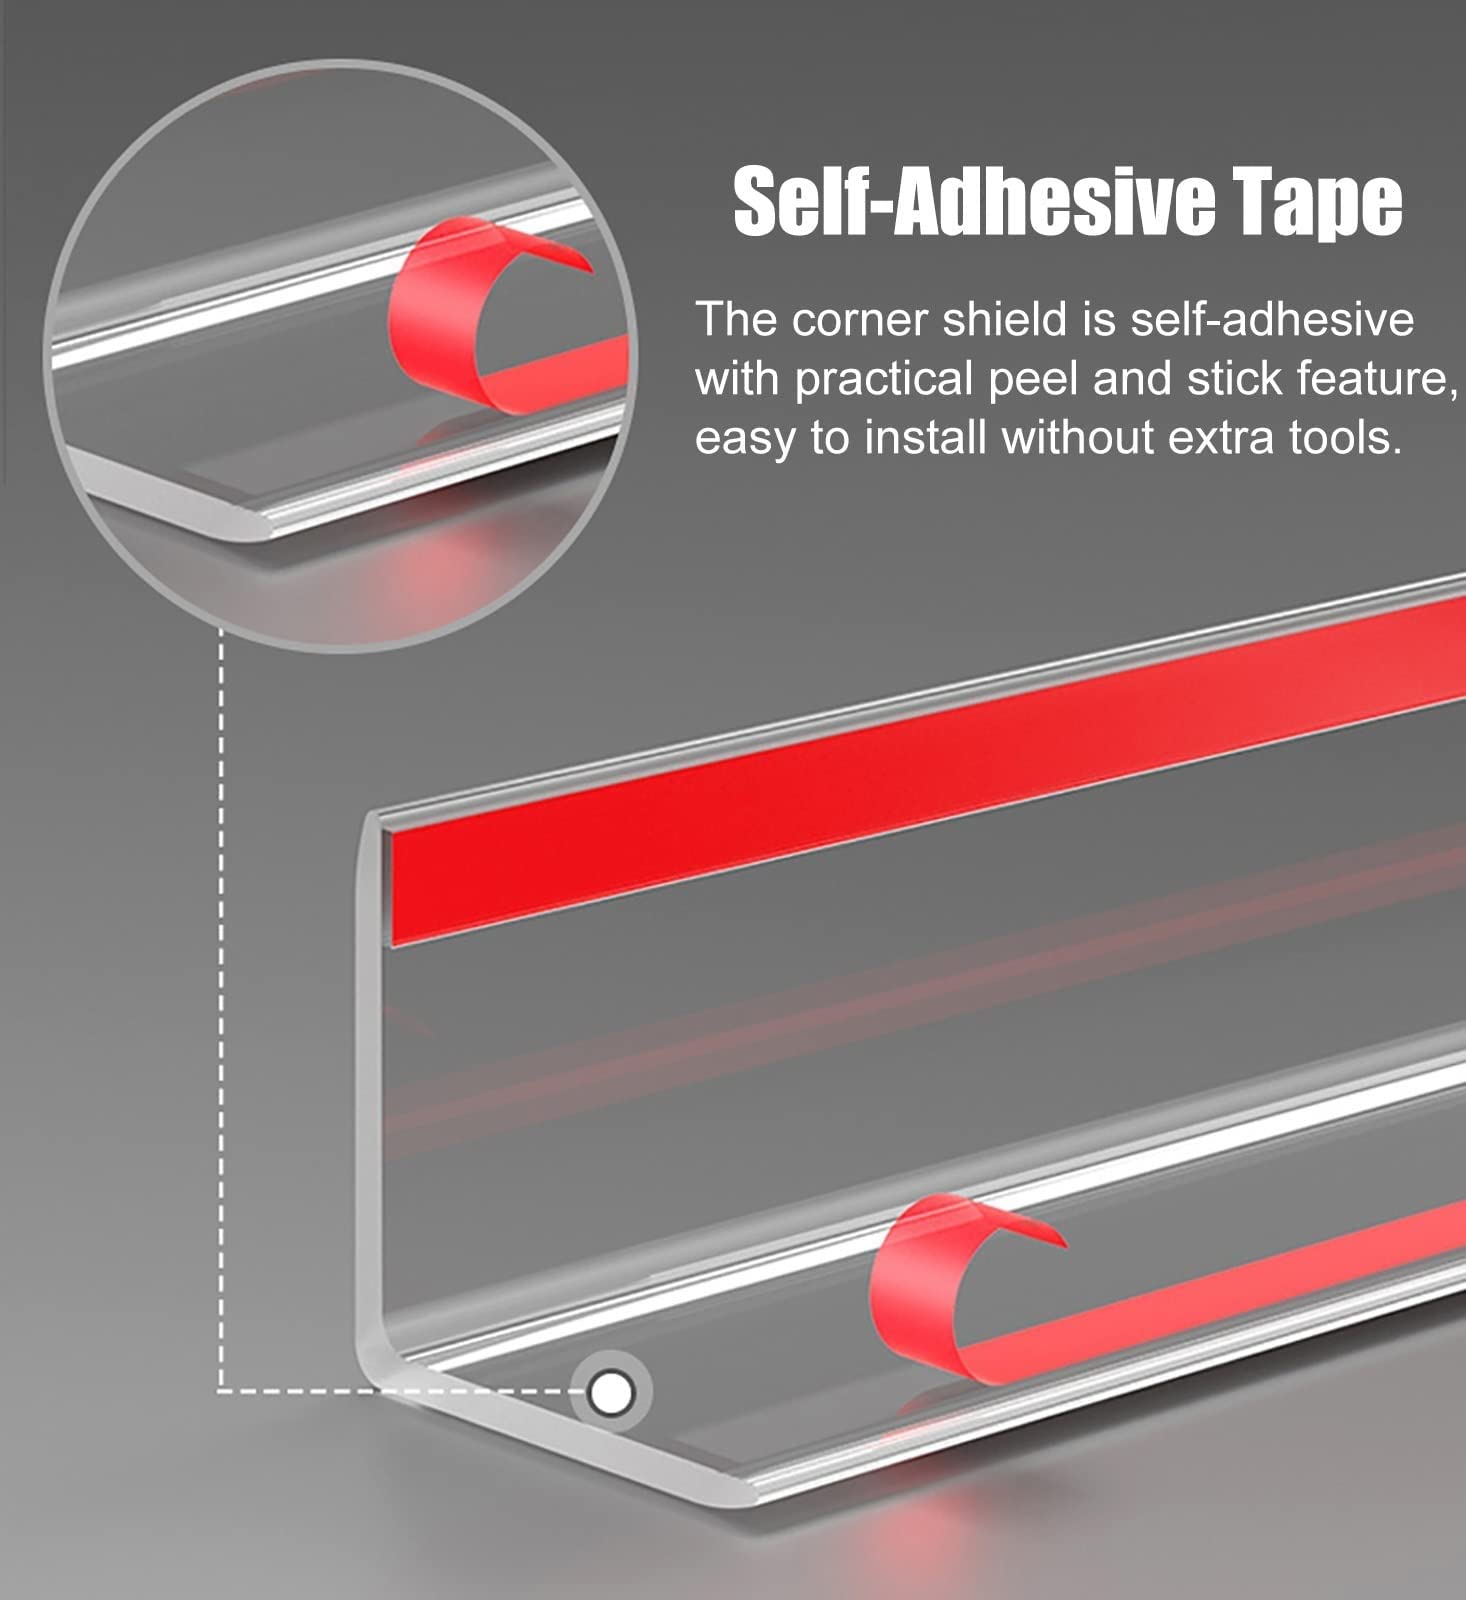 Self-Adhesive Tape
The corner shield is self-adhesive
with practical peel and stick feature,
easy to install without extra tools.